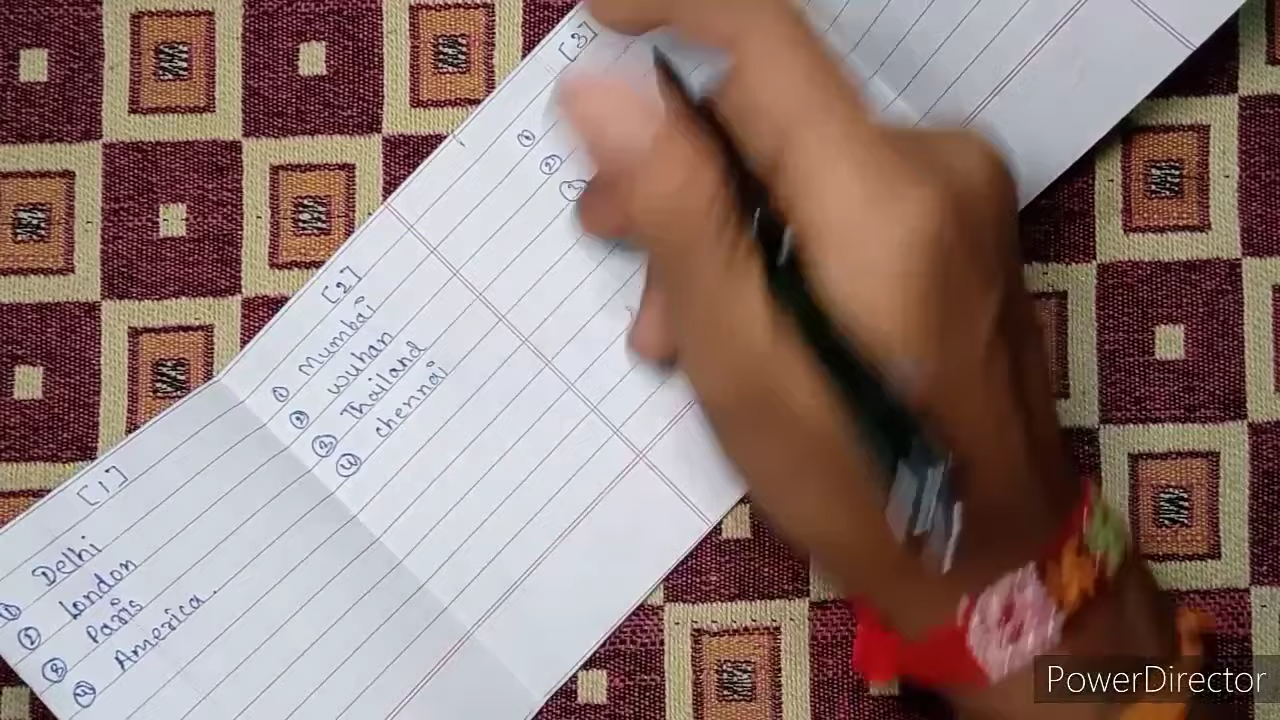 [1]
① Delhi
② London
③ Paris
④ America.
[2]
① Mumbai
② wuhan
③ Thailand
④ chennai
[3]
①
②
③
PowerDirector